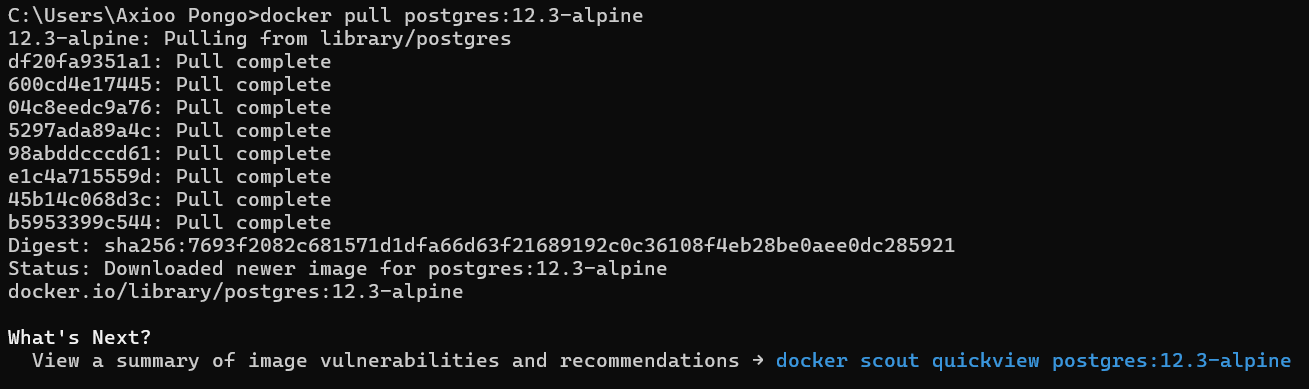 C:\Users\Axioo Pongo>docker pull postgres:12.3-alpine
12.3-alpine: Pulling from library/postgres
df20fa9351a1: Pull complete
600cd4e17445: Pull complete
04c8eedc9a76: Pull complete
5297ada89a4c: Pull complete
98abddcccd61: Pull complete
e1c4a715559d: Pull complete
45b14c068d3c: Pull complete
b5953399c544: Pull complete
Digest: sha256:7693f2082c681571d1dfa66d63f21689192c0c36108f4eb28be0aee0dc285921
Status: Downloaded newer image for postgres:12.3-alpine
docker.io/library/postgres:12.3-alpine
What's Next?
View a summary of image vulnerabilities and recommendations → docker scout quickview postgres:12.3-alpine